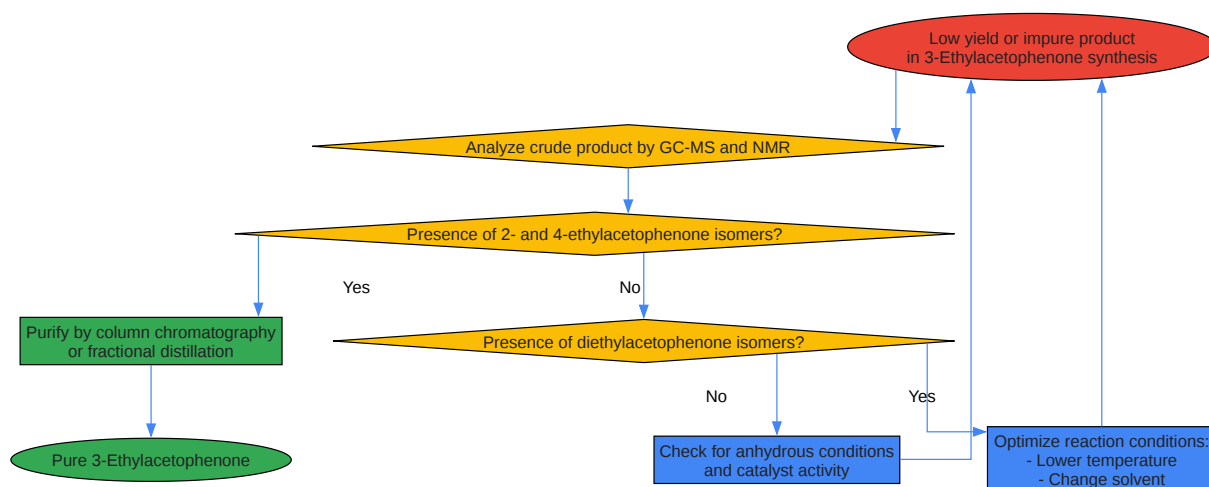 Low yield or impure product
in 3-Ethylacetophenone synthesis
Analyze crude product by GC-MS and NMR
Presence of 2- and 4-ethylacetophenone isomers?
Yes
No
Purify by column chromatography
or fractional distillation
Presence of diethylacetophenone isomers?
No
Yes
Pure 3-Ethylacetophenone
Check for anhydrous conditions
and catalyst activity
Optimize reaction conditions:
- Lower temperature
- Change solvent